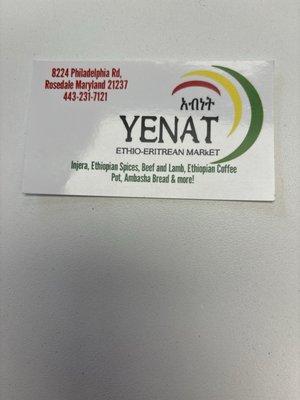 8224 Philadelphia Rd,
Rosedale Maryland 21237
443-231-7121
እብነት
YENAT
ETHIO-ERITREAN MARkET
Injera, Ethiopian Spices, Beef and Lamb, Ethiopian Coffee
Pot, Ambasha Bread & more!